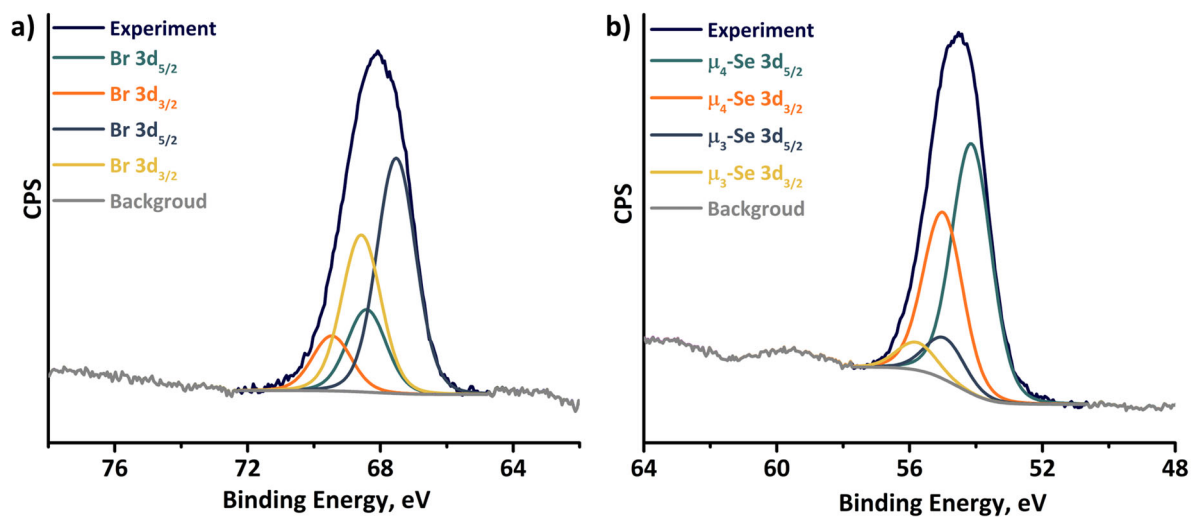 a)
Experiment
Br 3d5/2
Br 3d3/2
Br 3d5/2
Br 3d3/2
Backgroud
CPS
76 72 68 64
Binding Energy, eV
b)
Experiment
μ4-Se 3d5/2
μ4-Se 3d3/2
μ3-Se 3d5/2
μ3-Se 3d3/2
Backgroud
CPS
64 60 56 52 48
Binding Energy, eV